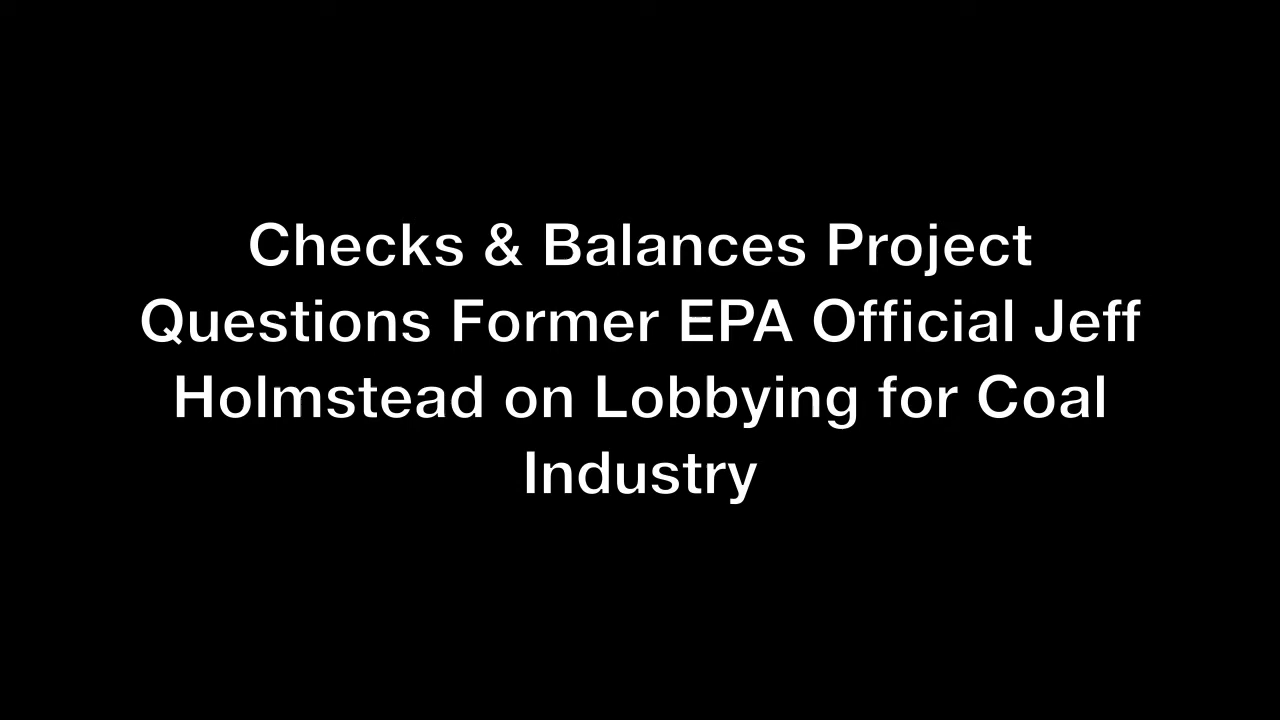 Checks & Balances Project
Questions Former EPA Official Jeff
Holmstead on Lobbying for Coal
Industry